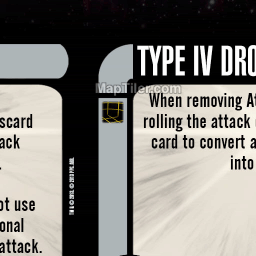 TYPE IV DRO
MapTiler.com
scard
ack
.
ot use
onal
attack.
When removing At
rolling the attack
card to convert a
into